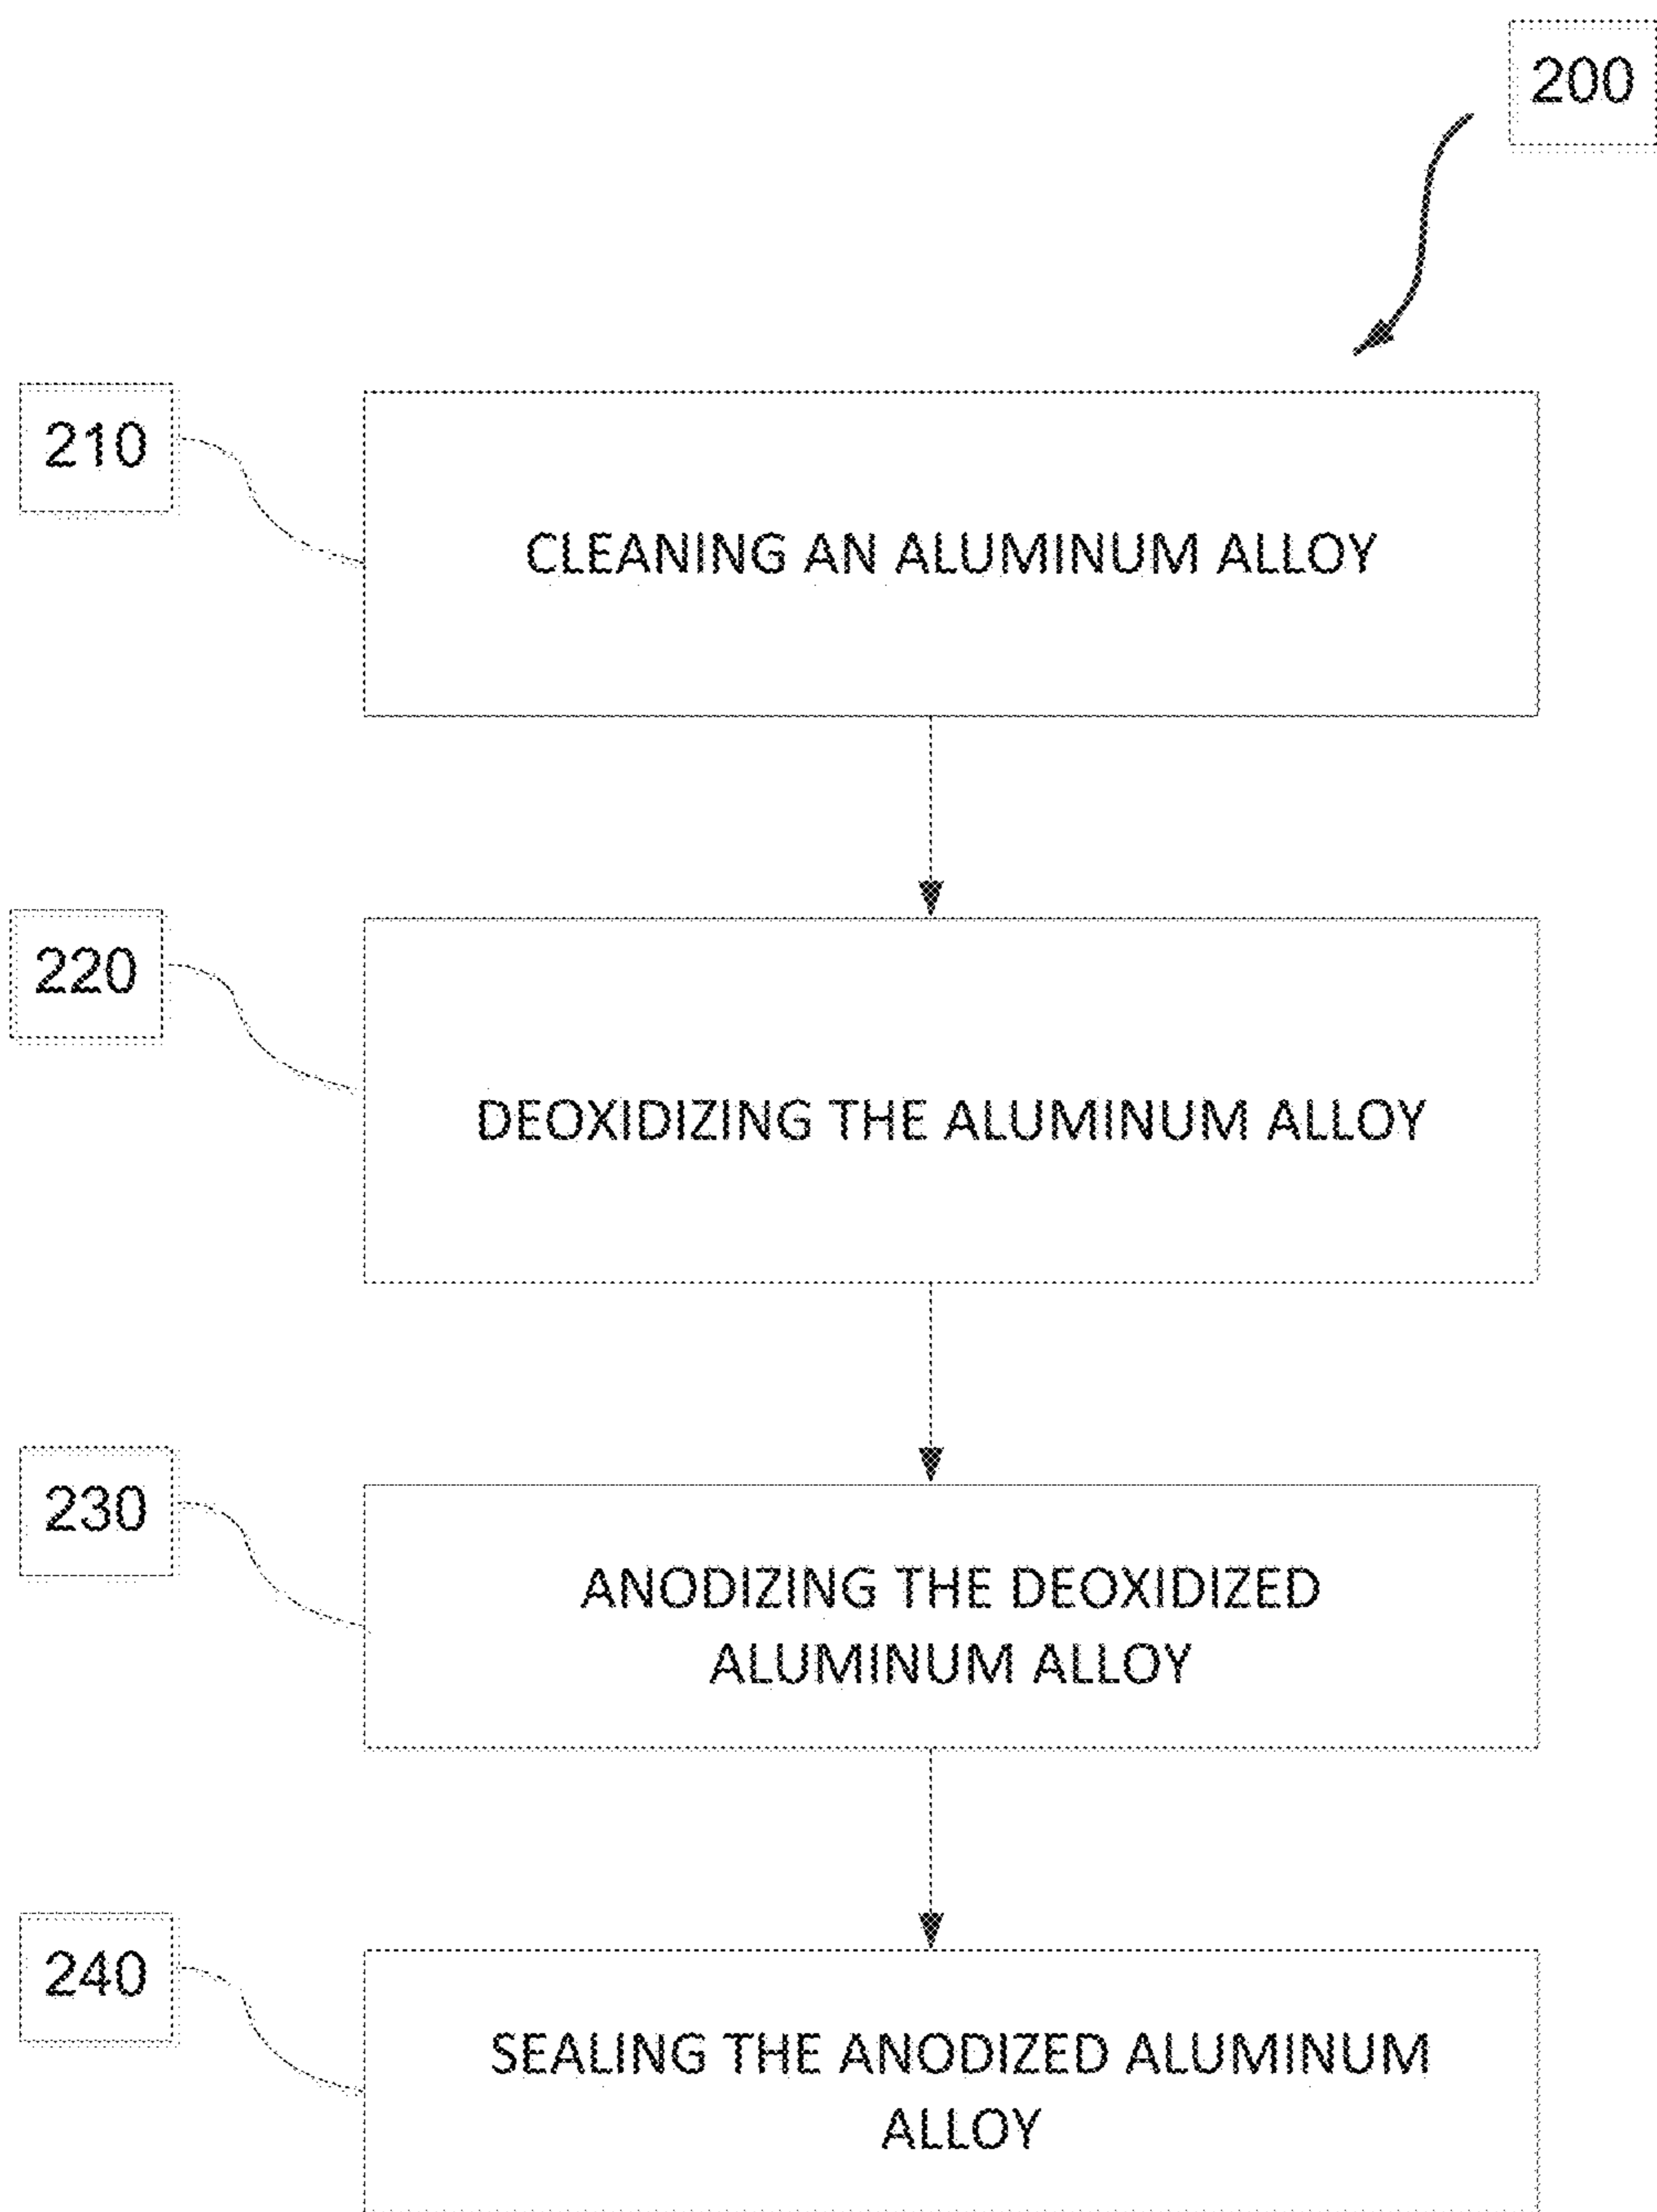 200
210
CLEANING AN ALUMINUM ALLOY
220
DEOXIDIZING THE ALUMINUM ALLOY
230
ANODIZING THE DEOXIDIZED
ALUMINUM ALLOY
240
SEALING THE ANODIZED ALUMINUM
ALLOY